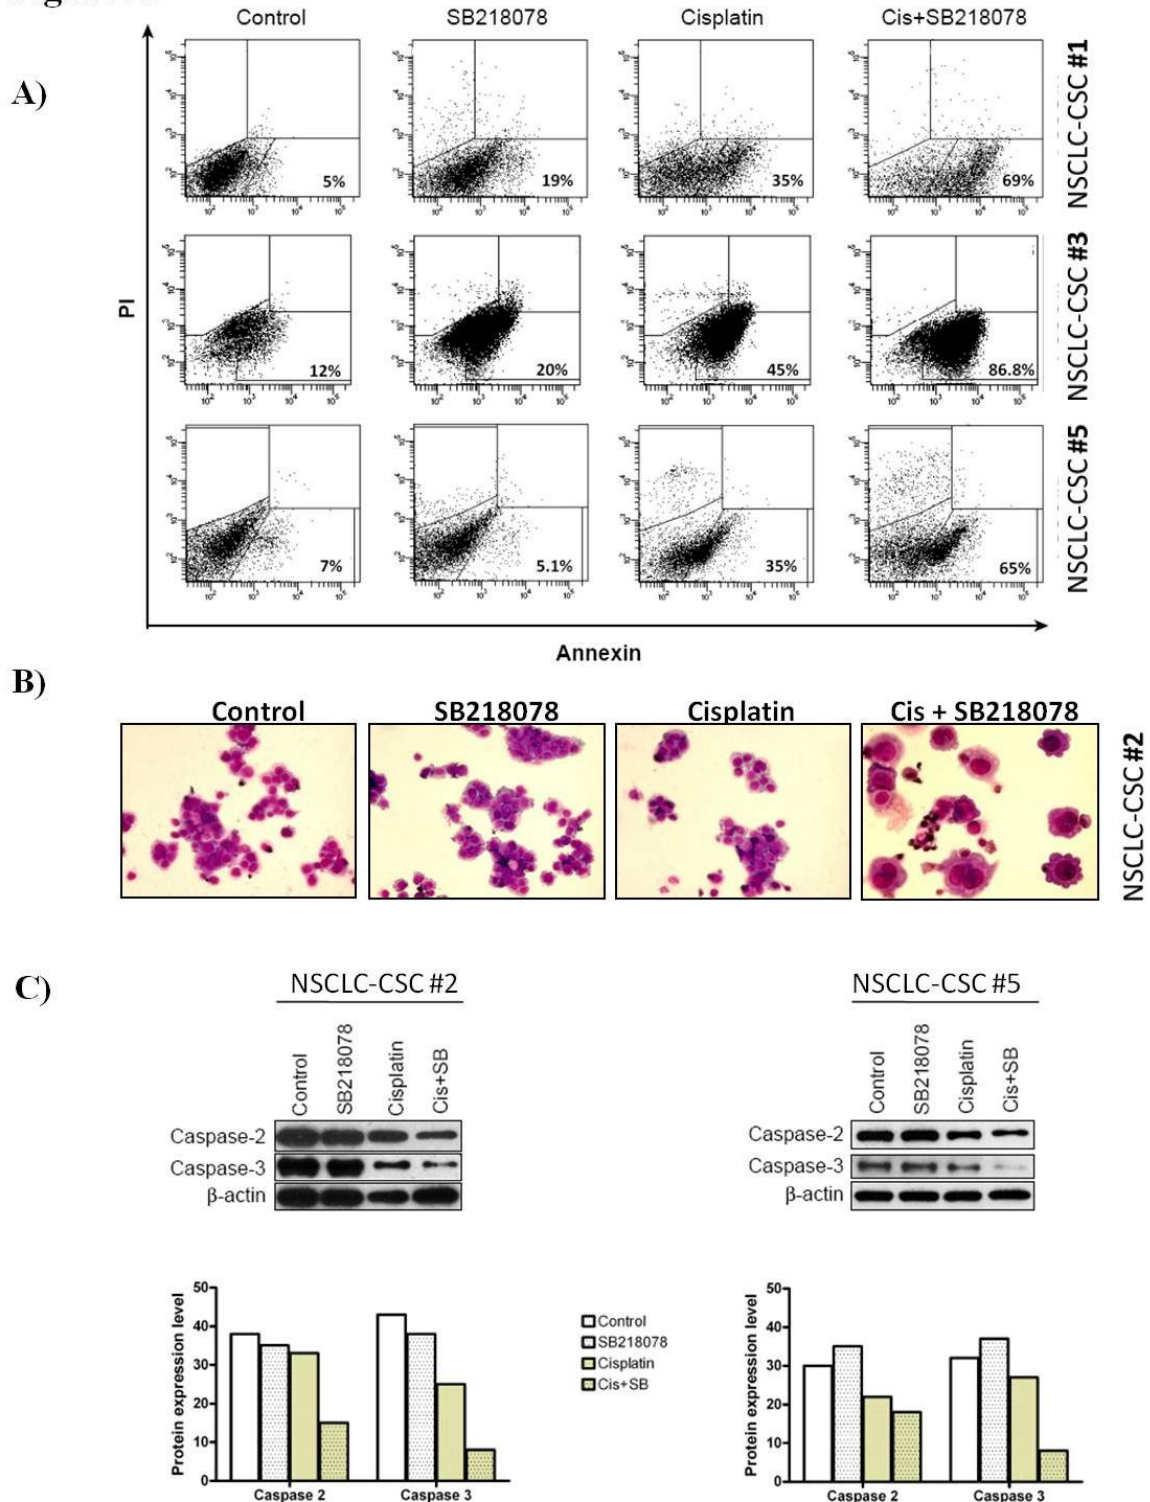 Control SB218078 Cisplatin Cis+SB218078
A)
NSCLC-CSC #1
5% 19% 35% 69%
PI
NSCLC-CSC #3
12% 20% 45% 86.8%
NSCLC-CSC #5
7% 5.1% 35% 65%
Annexin
B)
Control SB218078 Cisplatin Cis + SB218078
NSCLC-CSC #2
C)
NSCLC-CSC #2 NSCLC-CSC #5
Control SB218078 Cisplatin Cis+SB Control SB218078 Cisplatin Cis+SB
Caspase-2 Caspase-2
Caspase-3 Caspase-3
β-actin β-actin
Protein expression level
50
40
30
20
10
0
Caspase 2 Caspase 3
Control
SB218078
Cisplatin
Cis+SB
Protein expression level
50
40
30
20
10
0
Caspase 2 Caspase 3